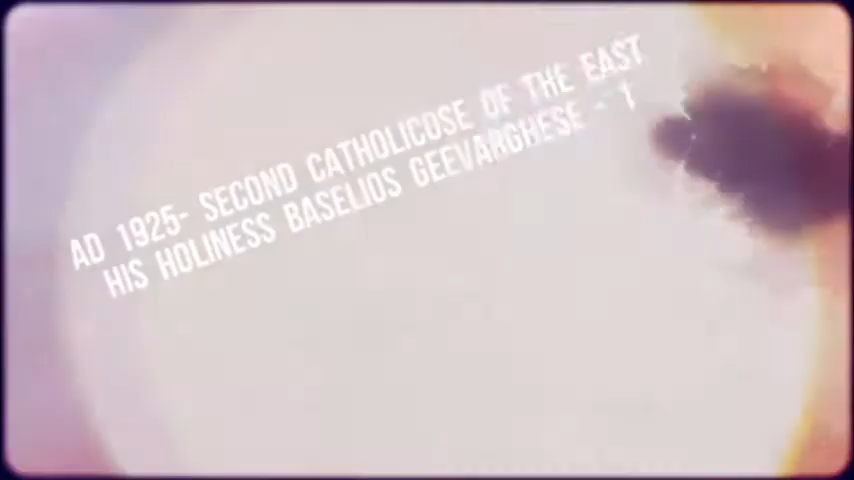 AD 1925- SECOND CATHOLICOSE OF THE EAST
HIS HOLINESS BASELIOS GEEVARGHESE - 1